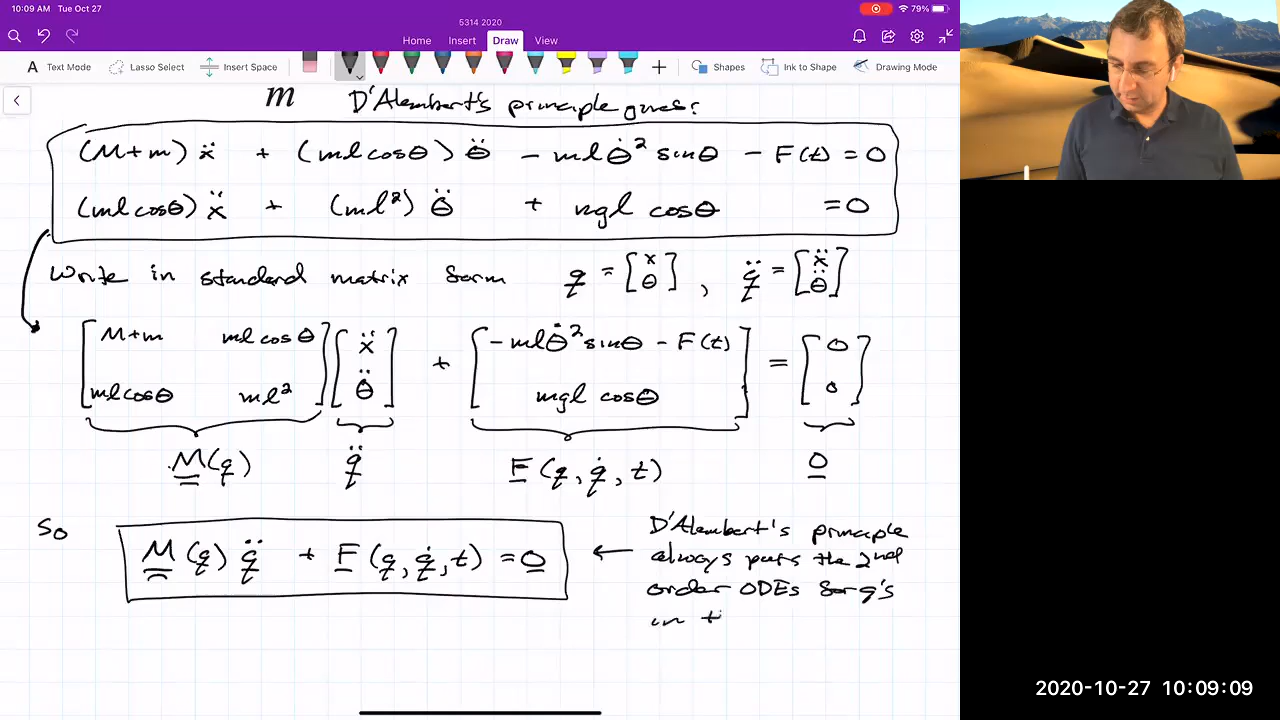 10:09 AM Tue Oct 27
79%
5314 2020
Home Insert Draw View
Text Mode Lasso Select Insert Space Shapes Ink to Shape Drawing Mode
m D'Alembert's principle gives:
(M+m) ẍ + (ml cosθ) θ̈ - mlθ̇² sinθ - F(t) = 0
(ml cosθ) ẍ + (ml²) θ̈ + mgl cosθ = 0
Write in standard matrix form q = [x θ], q̈ = [ẍ θ̈]
[M+m ml cosθ] [ẍ] + [-mlθ̇² sinθ - F(t)] = [0]
[ml cosθ ml²] [θ̈] [mgl cosθ] [0]
M(q) q̈ F(q, q̇, t) 0
So
M(q) q̈ + F(q, q̇, t) = 0
D'Alembert's principle
always puts the 2nd
order ODEs for q's
in t
2020-10-27 10:09:09